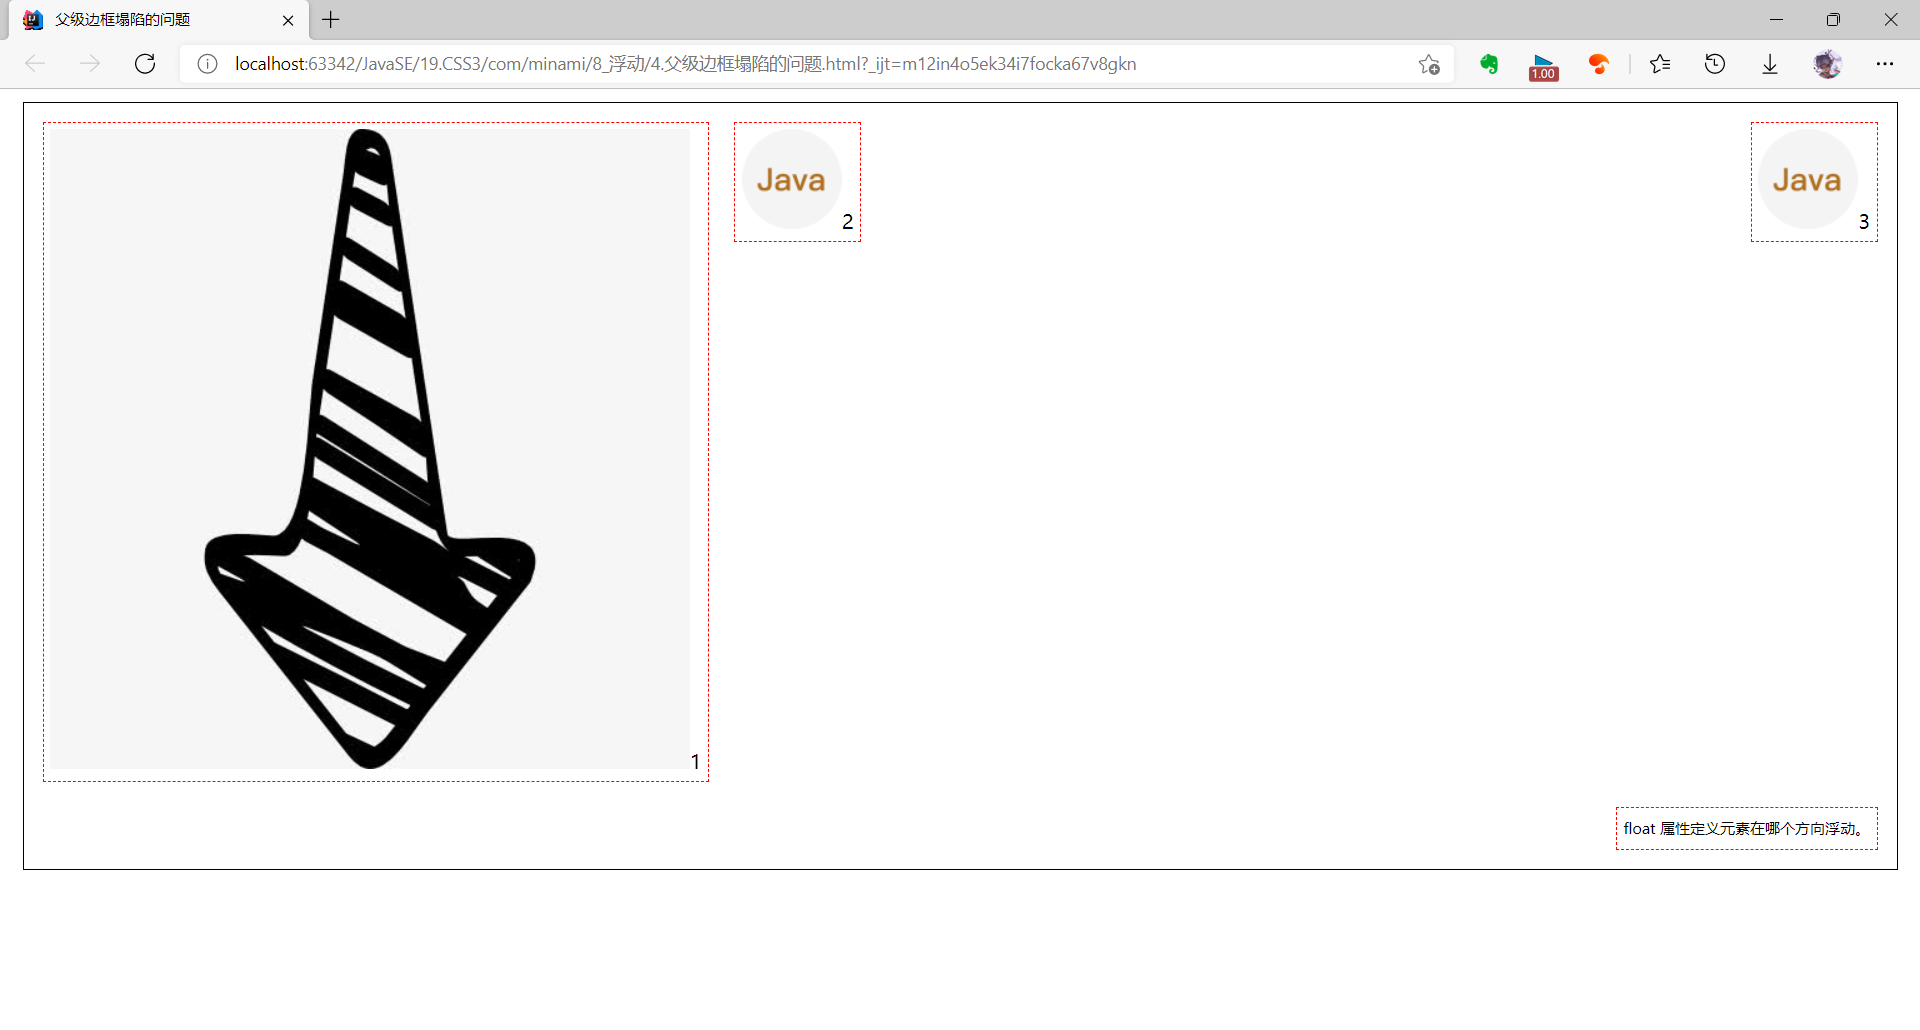 父级边框塌陷的问题
localhost:63342/JavaSE/19.CSS3/com/minami/8_浮动/4.父级边框塌陷的问题.html?_ijt=m12in4o5ek34i7focka67v8gkn
1.00
Java
2
Java
3
1
float 属性定义元素在哪个方向浮动。